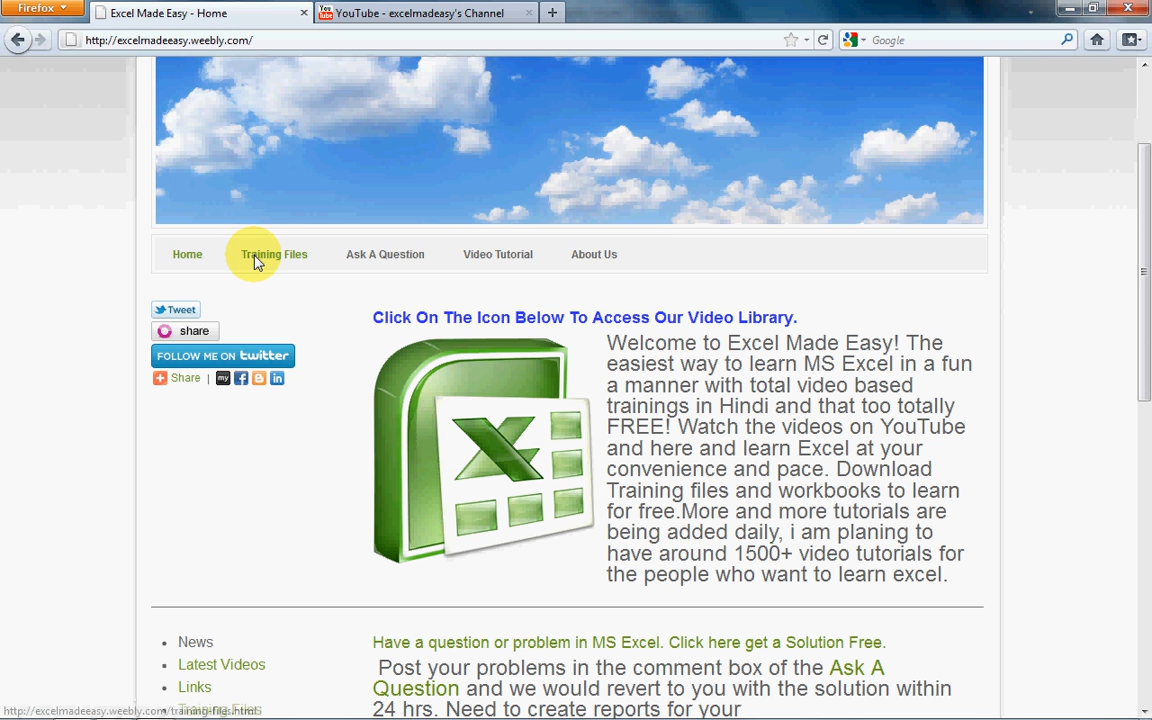 Firefox
Excel Made Easy - Home
YouTube - excelmadeasy's Channel
http://excelmadeeasy.weebly.com/
Google
Home
Training Files
Ask A Question
Video Tutorial
About Us
Tweet
share
FOLLOW ME ON twitter
Share |
Click On The Icon Below To Access Our Video Library.
Welcome to Excel Made Easy! The
easiest way to learn MS Excel in a fun
a manner with total video based
trainings in Hindi and that too totally
FREE! Watch the videos on YouTube
and here and learn Excel at your
convenience and pace. Download
Training files and workbooks to learn
for free.More and more tutorials are
being added daily, i am planing to
have around 1500+ video tutorials for
the people who want to learn excel.
News
Latest Videos
Links
Training Files
Have a question or problem in MS Excel. Click here get a Solution Free.
Post your problems in the comment box of the Ask A
Question and we would revert to you with the solution within
24 hrs. Need to create reports for your
http://excelmadeeasy.weebly.com/training-files.html